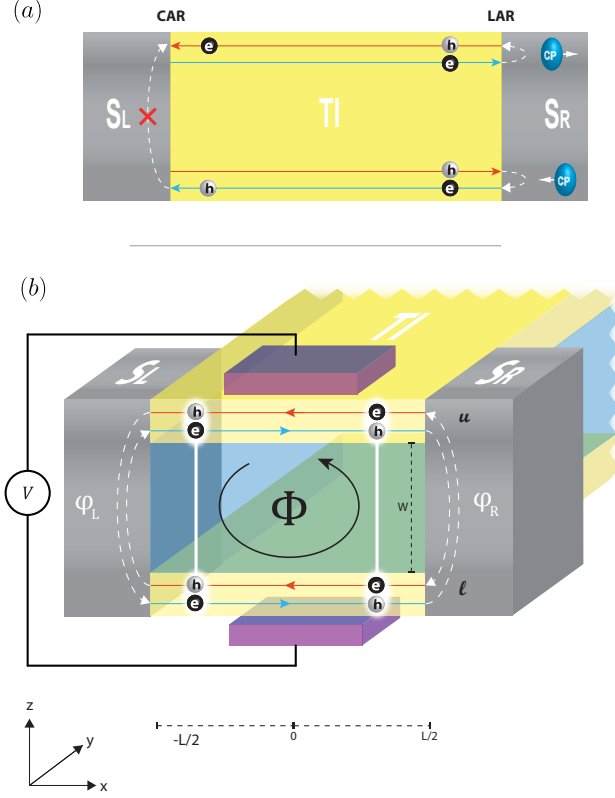 (a)
CAR LAR
e h
e CP
SL TI SR
h h
e CP
(b)
TI
SL SR
h e u
e h
V φL Φ W φR
h e ℓ
e h
z
y
x
-L/2 0 L/2